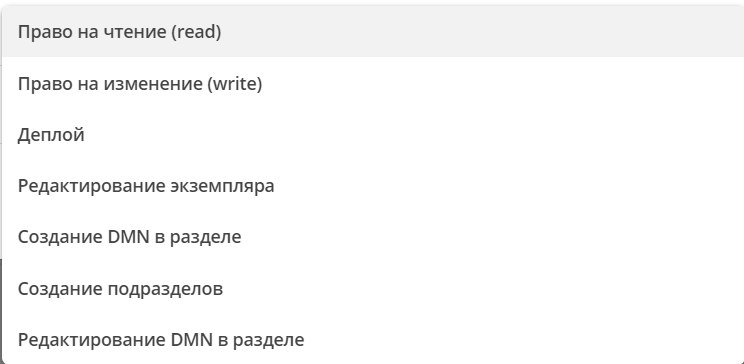 Право на чтение (read)
Право на изменение (write)
Деплой
Редактирование экземпляра
Создание DMN в разделе
Создание подразделов
Редактирование DMN в разделе